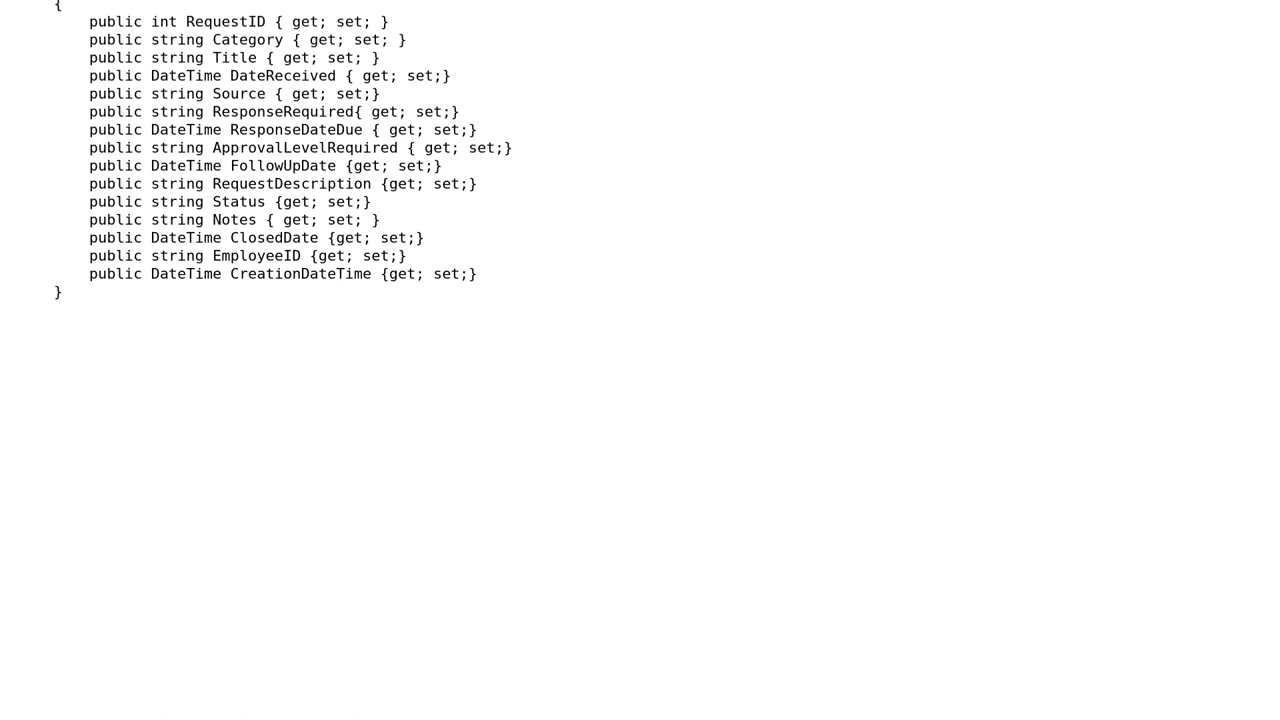 {
public int RequestID { get; set; }
public string Category { get; set; }
public string Title { get; set; }
public DateTime DateReceived { get; set;}
public string Source { get; set;}
public string ResponseRequired{ get; set;}
public DateTime ResponseDateDue { get; set;}
public string ApprovalLevelRequired { get; set;}
public DateTime FollowUpDate {get; set;}
public string RequestDescription {get; set;}
public string Status {get; set;}
public string Notes { get; set; }
public DateTime ClosedDate {get; set;}
public string EmployeeID {get; set;}
public DateTime CreationDateTime {get; set;}
}